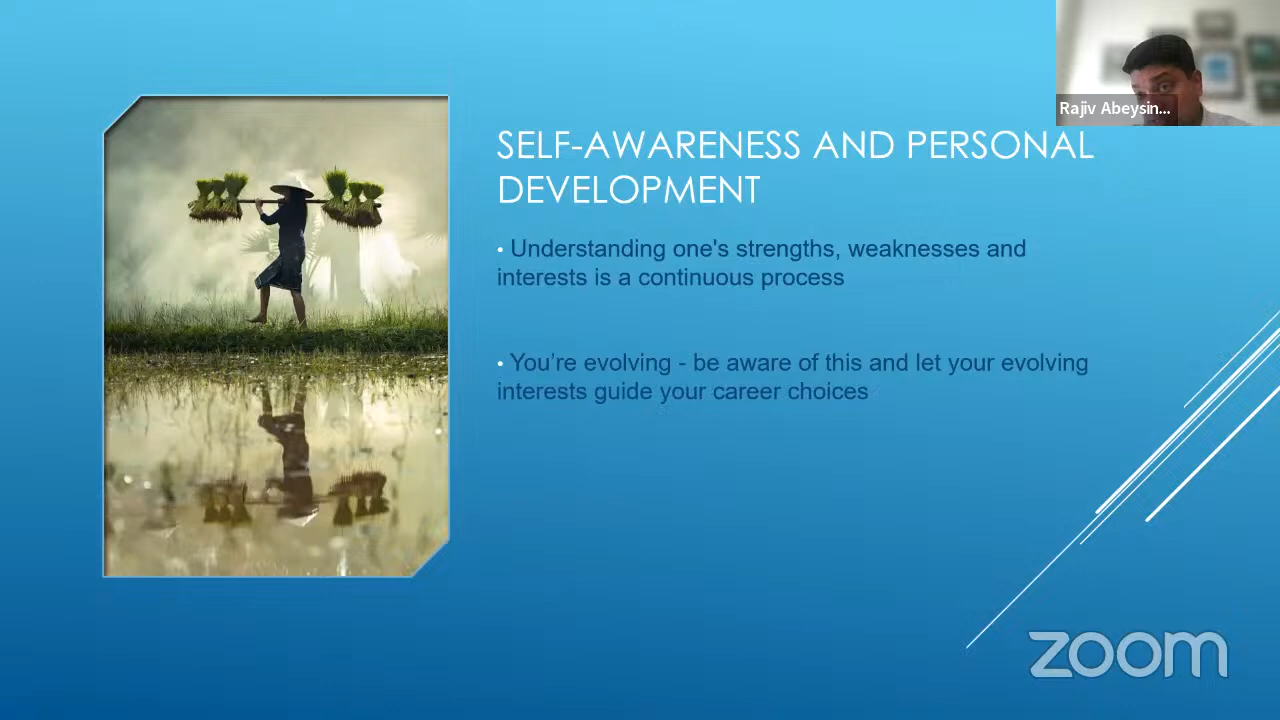 Rajiv Abeysin...
SELF-AWARENESS AND PERSONAL
DEVELOPMENT
• Understanding one's strengths, weaknesses and
interests is a continuous process
• You’re evolving - be aware of this and let your evolving
interests guide your career choices
zoom